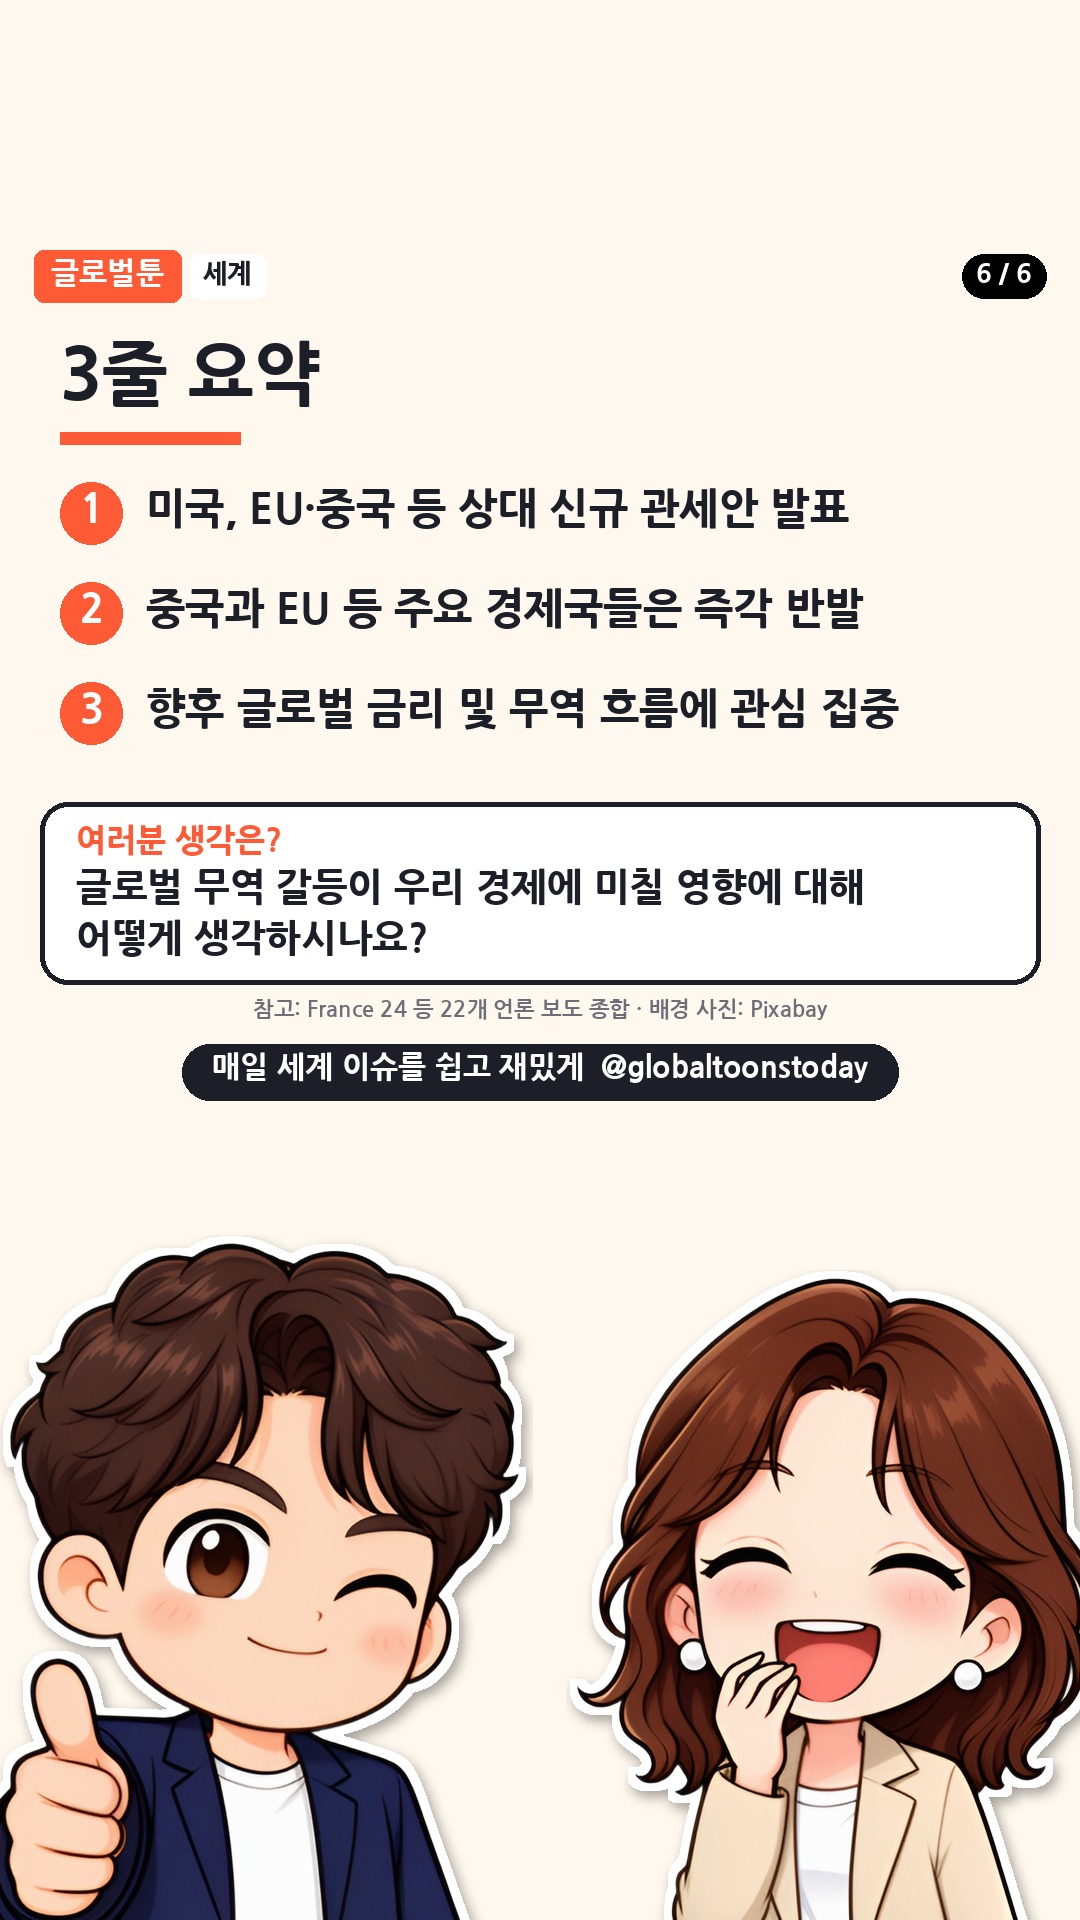 글로벌툰 세계 6 / 6
3줄 요약
1 미국, EU·중국 등 상대 신규 관세안 발표
2 중국과 EU 등 주요 경제국들은 즉각 반발
3 향후 글로벌 금리 및 무역 흐름에 관심 집중
여러분 생각은?
글로벌 무역 갈등이 우리 경제에 미칠 영향에 대해
어떻게 생각하시나요?
참고: France 24 등 22개 언론 보도 종합 · 배경 사진: Pixabay
매일 세계 이슈를 쉽고 재밌게 @globaltoonstoday